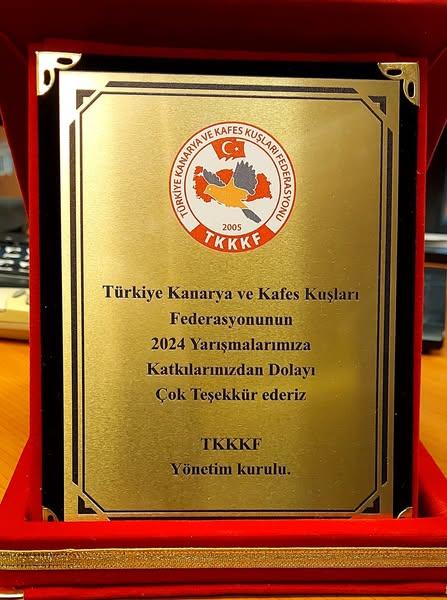 TÜRKİYE KANARYA VE KAFES KUŞLARI FEDERASYONU
2005
TKKKF
Türkiye Kanarya ve Kafes Kuşları
Federasyonunun
2024 Yarışmalarımıza
Katkılarınızdan Dolayı
Çok Teşekkür ederiz
TKKKF
Yönetim kurulu.